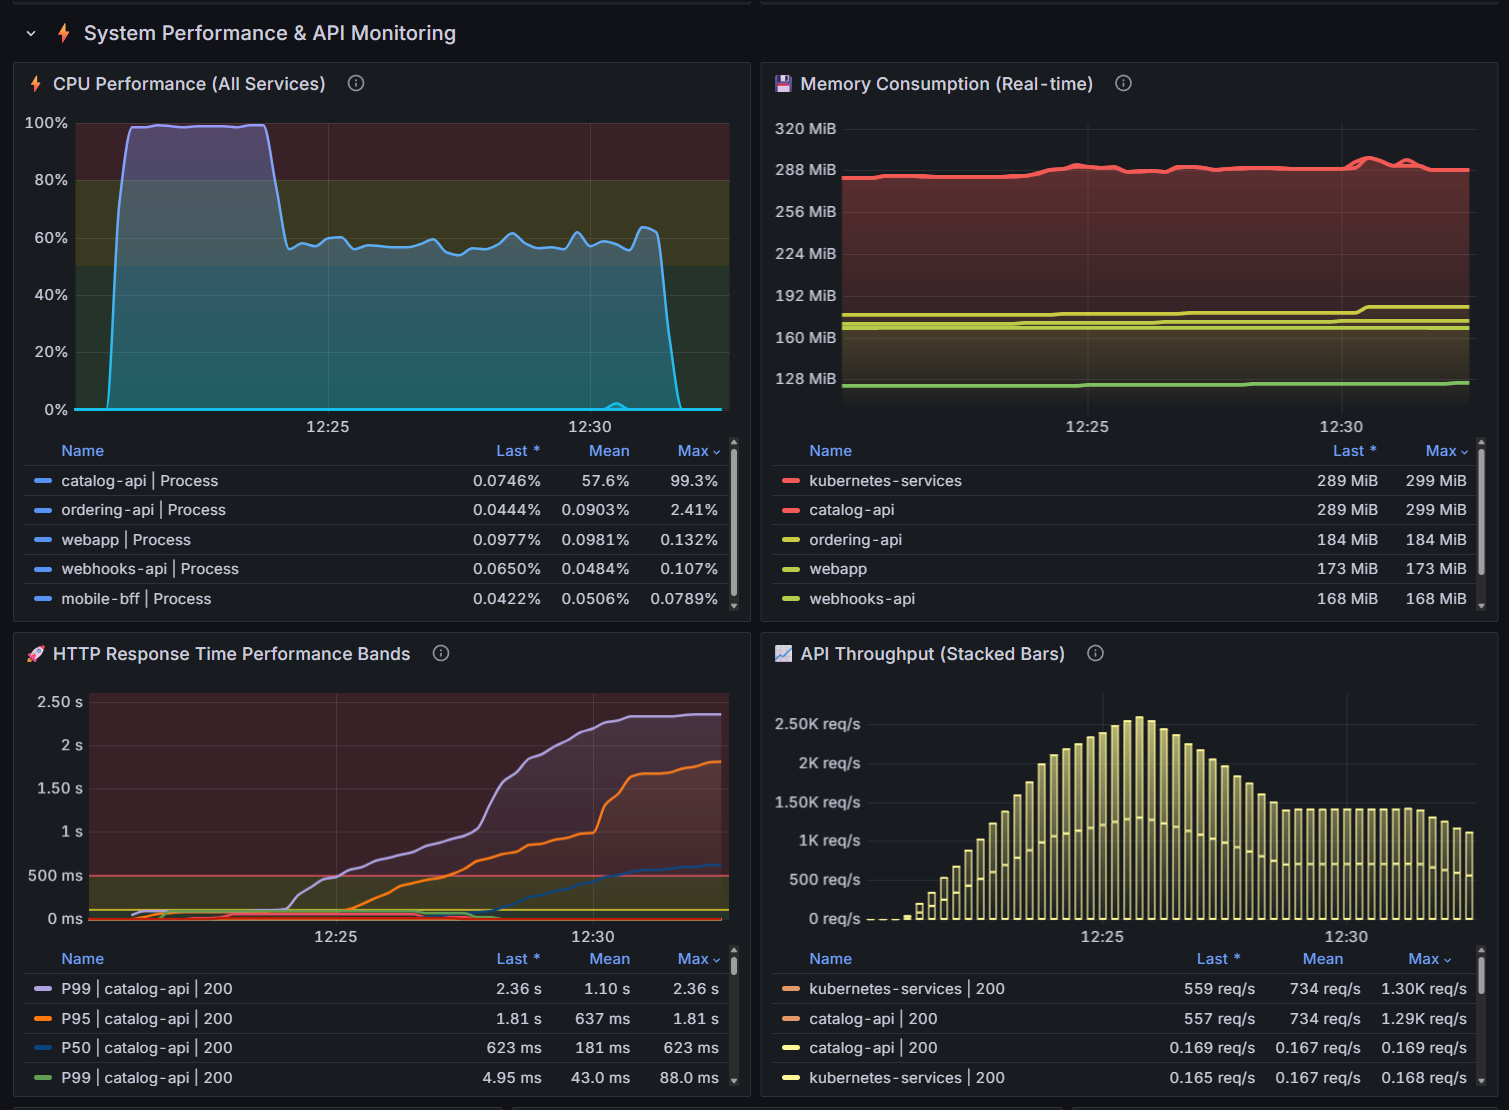 System Performance & API Monitoring
CPU Performance (All Services)
100%
80%
60%
40%
20%
0%
12:25 12:30
Name Last * Mean Max
catalog-api | Process 0.0746% 57.6% 99.3%
ordering-api | Process 0.0444% 0.0903% 2.41%
webapp | Process 0.0977% 0.0981% 0.132%
webhooks-api | Process 0.0650% 0.0484% 0.107%
mobile-bff | Process 0.0422% 0.0506% 0.0789%
Memory Consumption (Real-time)
320 MiB
288 MiB
256 MiB
224 MiB
192 MiB
160 MiB
128 MiB
12:25 12:30
Name Last * Max
kubernetes-services 289 MiB 299 MiB
catalog-api 289 MiB 299 MiB
ordering-api 184 MiB 184 MiB
webapp 173 MiB 173 MiB
webhooks-api 168 MiB 168 MiB
HTTP Response Time Performance Bands
2.50 s
2 s
1.50 s
1 s
500 ms
0 ms
12:25 12:30
Name Last * Mean Max
P99 | catalog-api | 200 2.36 s 1.10 s 2.36 s
P95 | catalog-api | 200 1.81 s 637 ms 1.81 s
P50 | catalog-api | 200 623 ms 181 ms 623 ms
P99 | catalog-api | 200 4.95 ms 43.0 ms 88.0 ms
API Throughput (Stacked Bars)
2.50K req/s
2K req/s
1.50K req/s
1K req/s
500 req/s
0 req/s
12:25 12:30
Name Last * Mean Max
kubernetes-services | 200 559 req/s 734 req/s 1.30K req/s
catalog-api | 200 557 req/s 734 req/s 1.29K req/s
catalog-api | 200 0.169 req/s 0.167 req/s 0.169 req/s
kubernetes-services | 200 0.165 req/s 0.167 req/s 0.168 req/s